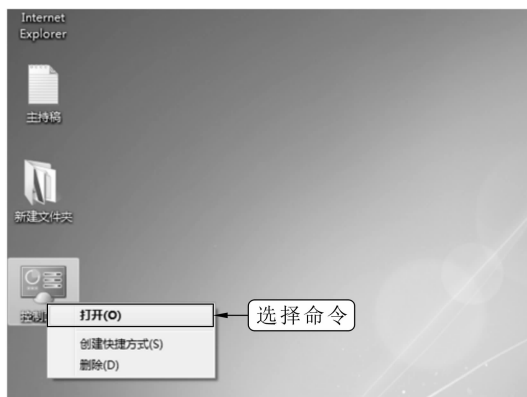 Internet
Explorer
主持稿
新建文件夹
打开(O)
选择命令
创建快捷方式(S)
删除(D)